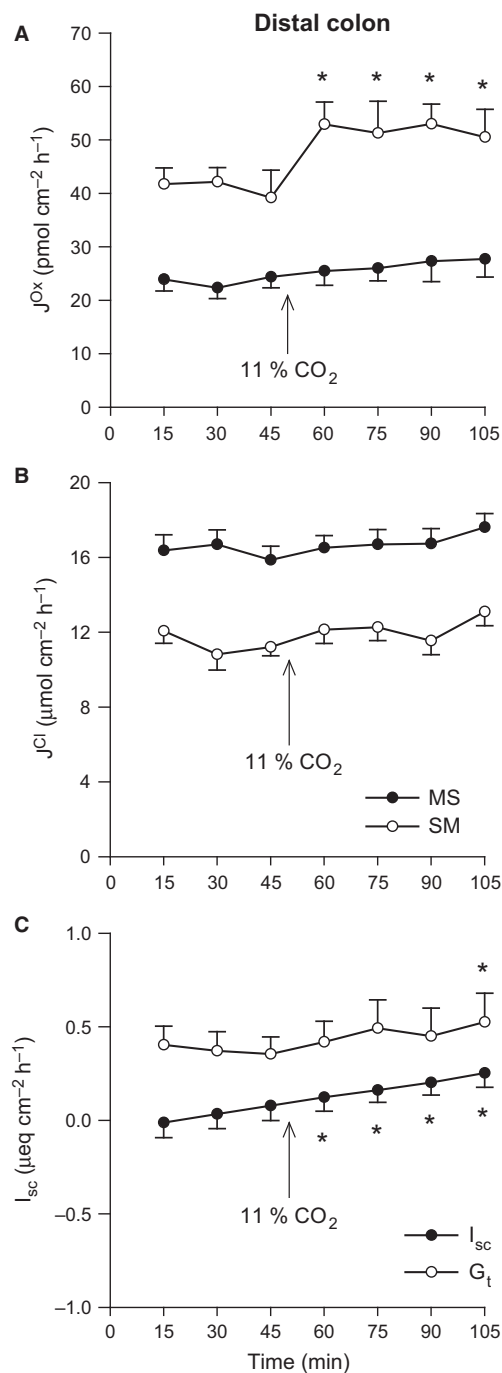 Distal colon
A
70
* * * *
60
50
40
30
20
10
0
J^Ox (pmol cm⁻² h⁻¹)
11 % CO₂
0 15 30 45 60 75 90 105
B
20
16
12
8
4
0
J^Cl (µmol cm⁻² h⁻¹)
11 % CO₂
MS
SM
0 15 30 45 60 75 90 105
C
1.0
*
0.5
0.0
* * * *
–0.5
–1.0
I_sc (µeq cm⁻² h⁻¹)
11 % CO₂
I_sc
G_t
0 15 30 45 60 75 90 105
Time (min)